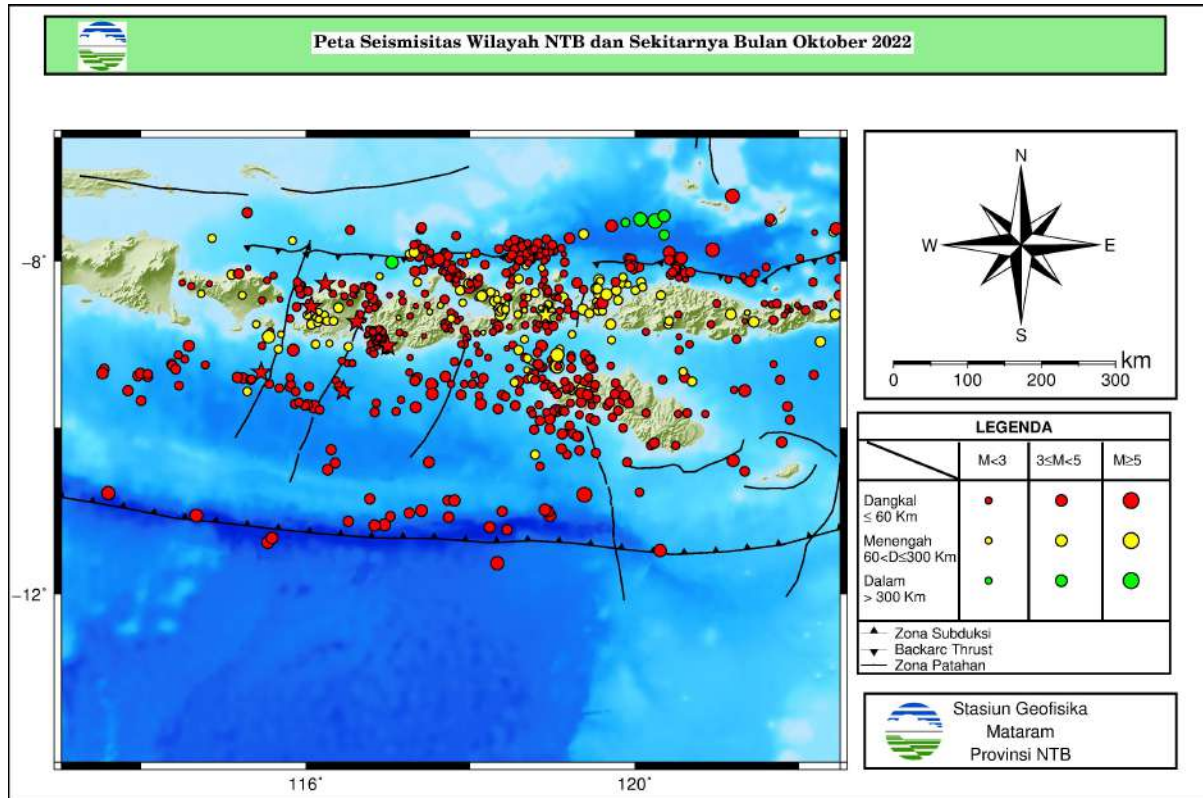 Peta Seismisitas Wilayah NTB dan Sekitarnya Bulan Oktober 2022
−8˚
−12˚
116˚
120˚
N
W
E
S
km
0 100 200 300
LEGENDA
M<3 3≤M<5 M≥5
Dangkal
≤ 60 Km
Menengah
60<D≤300 Km
Dalam
> 300 Km
Zona Subduksi
Backarc Thrust
Zona Patahan
Stasiun Geofisika
Mataram
Provinsi NTB